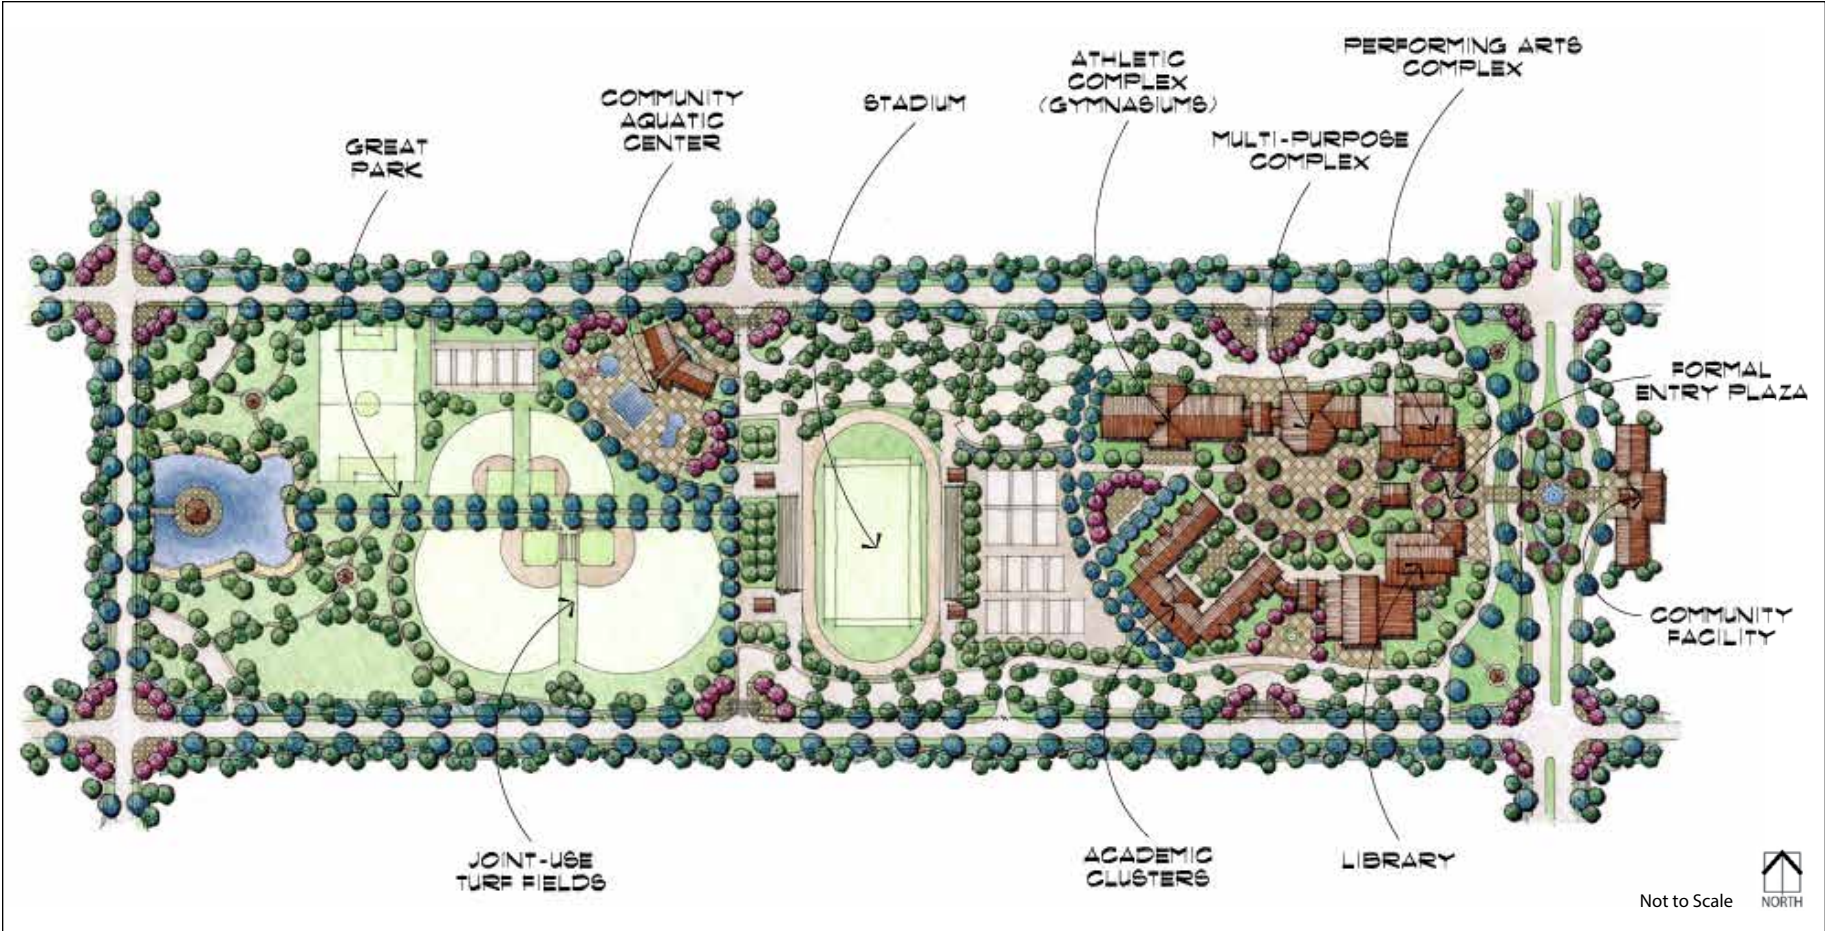 PERFORMING ARTS
COMPLEX
ATHLETIC
COMPLEX
(GYMNASIUMS)
COMMUNITY
AQUATIC
CENTER
STADIUM
MULTI-PURPOSE
COMPLEX
GREAT
PARK
FORMAL
ENTRY PLAZA
COMMUNITY
FACILITY
JOINT-USE
TURF FIELDS
ACADEMIC
CLUSTERS
LIBRARY
Not to Scale
NORTH